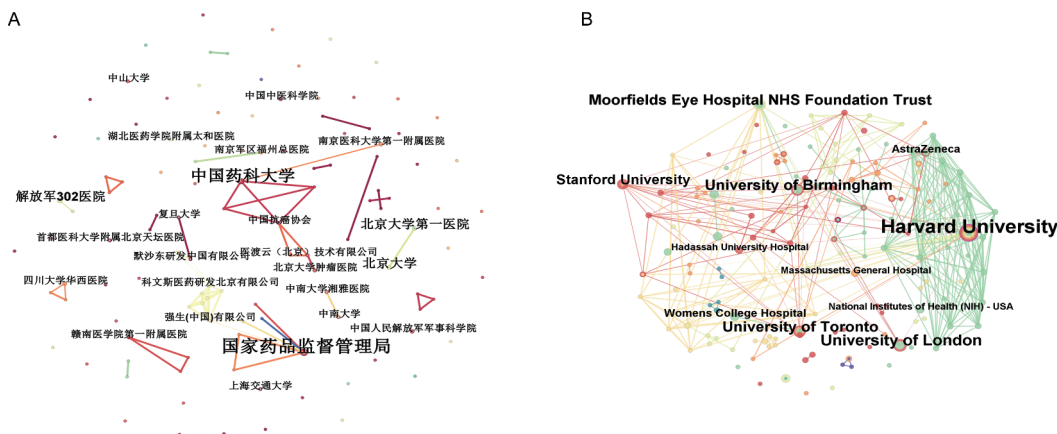 A
中山大学
中国中医科学院
湖北医药学院附属太和医院
南京医科大学第一附属医院
南京军区福州总医院
中国药科大学
解放军302医院
复旦大学
中国抗癌协会
北京大学第一医院
首都医科大学附属北京天坛医院
医渡云（北京）技术有限公司
默沙东研发中国有限公司
北京大学肿瘤医院
北京大学
四川大学华西医院
科文斯医药研发北京有限公司
中南大学湘雅医院
强生(中国)有限公司
中南大学
中国人民解放军军事科学院
赣南医学院第一附属医院
国家药品监督管理局
上海交通大学
B
Moorfields Eye Hospital NHS Foundation Trust
AstraZeneca
Stanford University
University of Birmingham
Harvard University
Hadassah University Hospital
Massachusetts General Hospital
National Institutes of Health (NIH) - USA
Womens College Hospital
University of Toronto
University of London